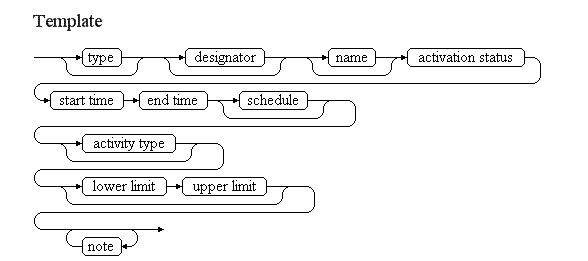 Template
type designator name activation status
start time end time schedule
activity type
lower limit upper limit
note